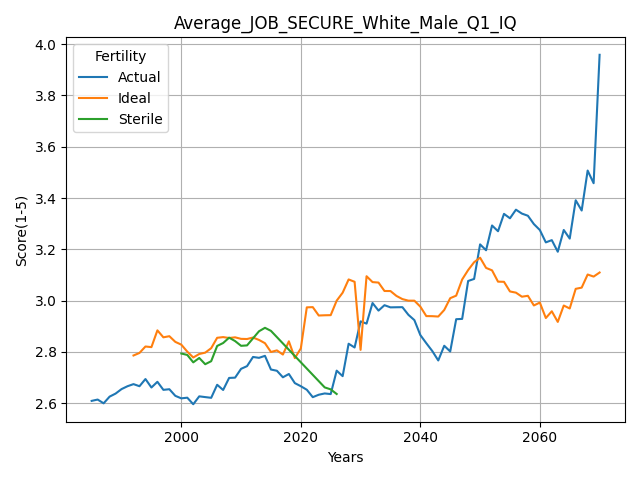 Average_JOB_SECURE_White_Male_Q1_IQ
Fertility
Actual
Ideal
Sterile
Score(1-5)
4.0
3.8
3.6
3.4
3.2
3.0
2.8
2.6
2000 2020 2040 2060
Years